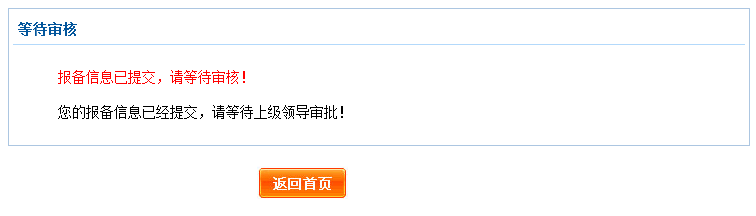 等待审核
报备信息已提交，请等待审核！
您的报备信息已经提交，请等待上级领导审批！
返回首页